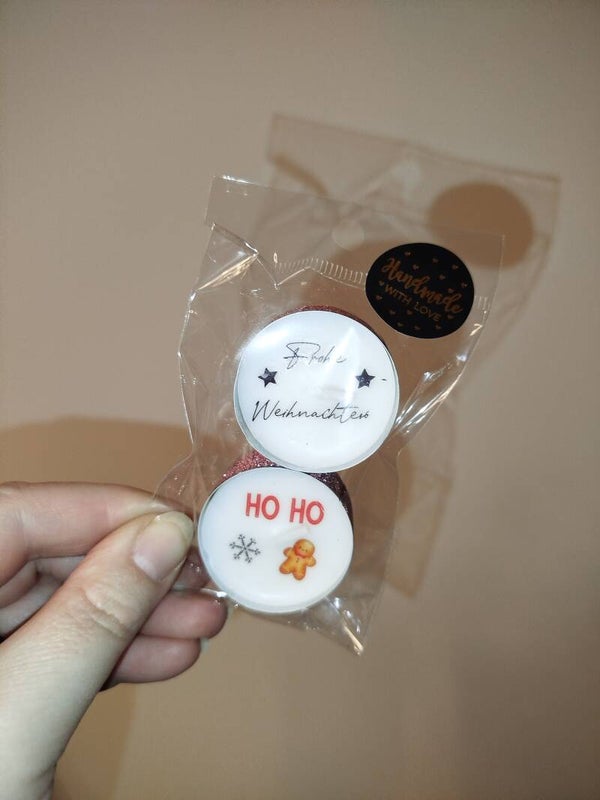 Handmade
WITH LOVE
Frohe
Weihnachten
HO HO